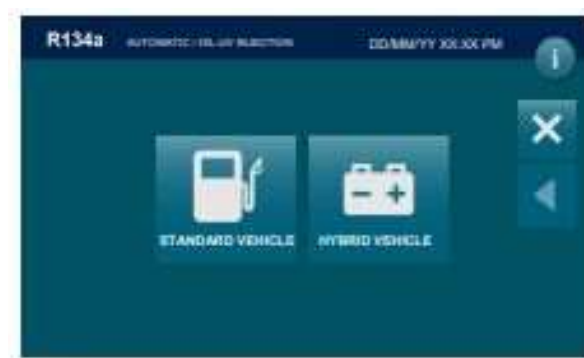 R134a AUTOMATIC / OIL-UV INJECTION DD/MM/YY XX:XX PM
i
STANDARD VEHICLE HYBRID VEHICLE